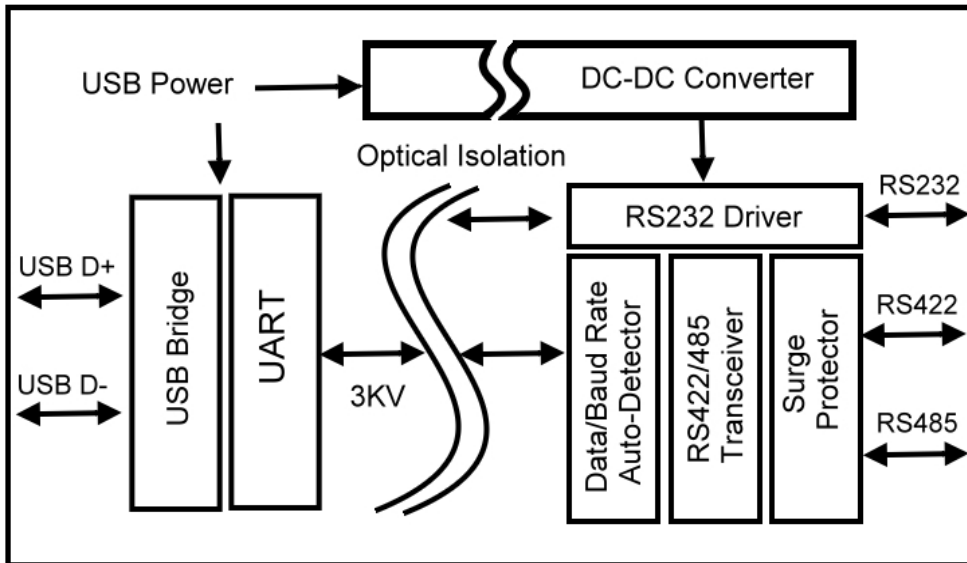 USB Power
DC-DC Converter
Optical Isolation
RS232 Driver
RS232
USB D+
USB D-
USB Bridge
UART
3KV
Data/Baud Rate
Auto-Detector
RS422/485
Transceiver
Surge
Protector
RS422
RS485